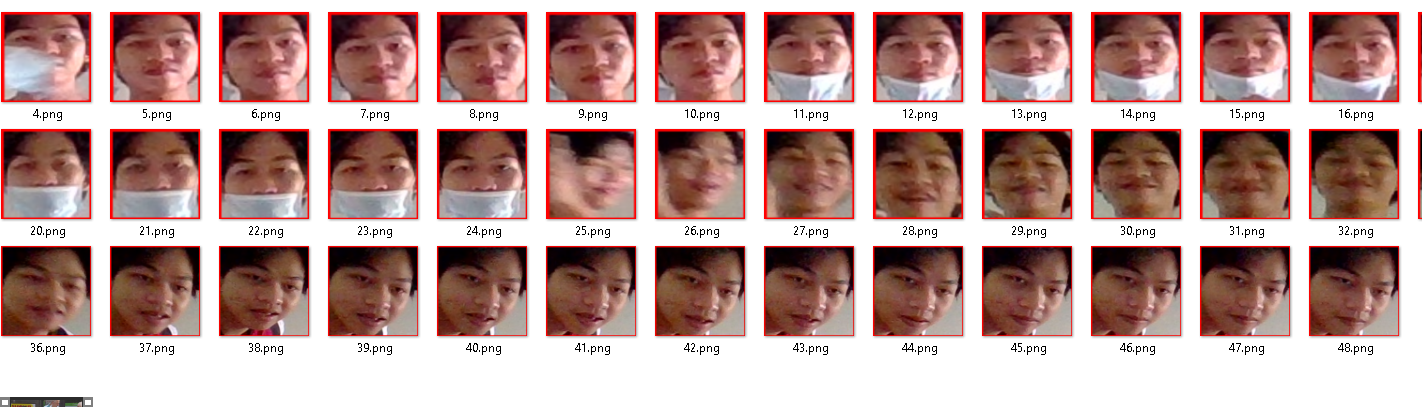 4.png 5.png 6.png 7.png 8.png 9.png 10.png 11.png 12.png 13.png 14.png 15.png 16.png
20.png 21.png 22.png 23.png 24.png 25.png 26.png 27.png 28.png 29.png 30.png 31.png 32.png
36.png 37.png 38.png 39.png 40.png 41.png 42.png 43.png 44.png 45.png 46.png 47.png 48.png